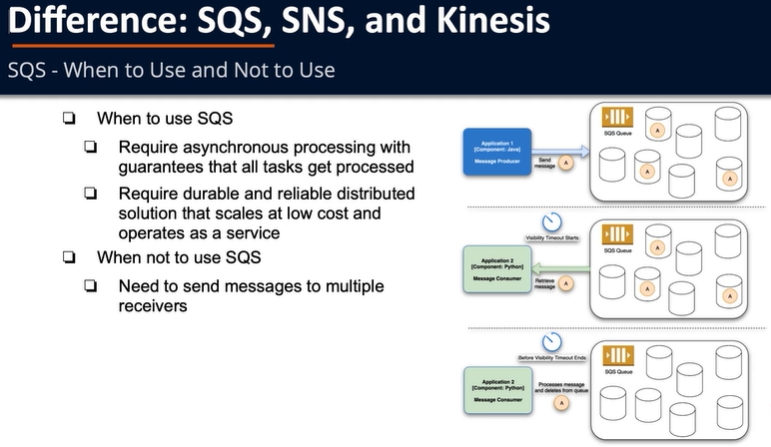 Difference: SQS, SNS, and Kinesis
SQS - When to Use and Not to Use
When to use SQS
Require asynchronous processing with
guarantees that all tasks get processed
Require durable and reliable distributed
solution that scales at low cost and
operates as a service
When not to use SQS
Need to send messages to multiple
receivers
Application 1
[Component: Java]
Message Producer
Send
message
A
SQS Queue
A
A
A
Visibility Timeout Starts
Application 2
[Component: Python]
Message Consumer
Retrieve
message
A
SQS Queue
A
A
A
Before Visibility Timeout Ends
Application 2
[Component: Python]
Message Consumer
Processes message
and deletes from queue
A
SQS Queue